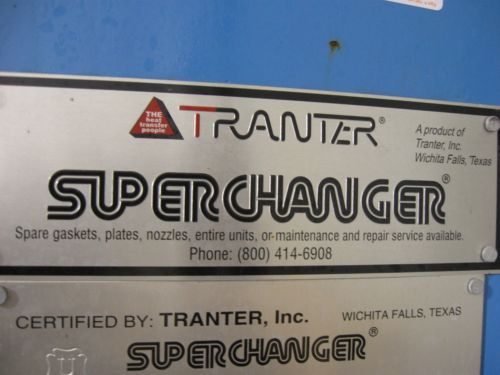 THE
heat
transfer
people
TRANTER®
A product of
Tranter, Inc.
Wichita Falls, Texas
SUPERCHANGER®
Spare gaskets, plates, nozzles, entire units, or maintenance and repair service available.
Phone: (800) 414-6908
CERTIFIED BY: TRANTER, Inc.
WICHITA FALLS, TEXAS
SUPERCHANGER®
U